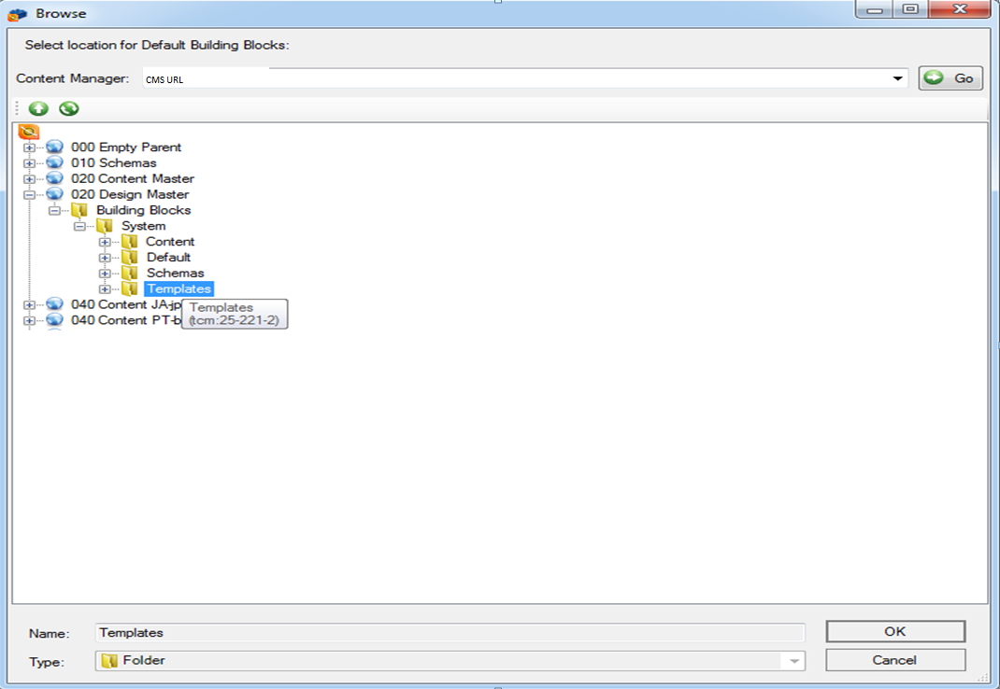 Browse
Select location for Default Building Blocks:
Content Manager: CMS URL Go
000 Empty Parent
010 Schemas
020 Content Master
020 Design Master
Building Blocks
System
Content
Default
Schemas
Templates
040 Content JA-jp
Templates
040 Content PT-b
(tcm:25-221-2)
Name: Templates OK
Type: Folder Cancel